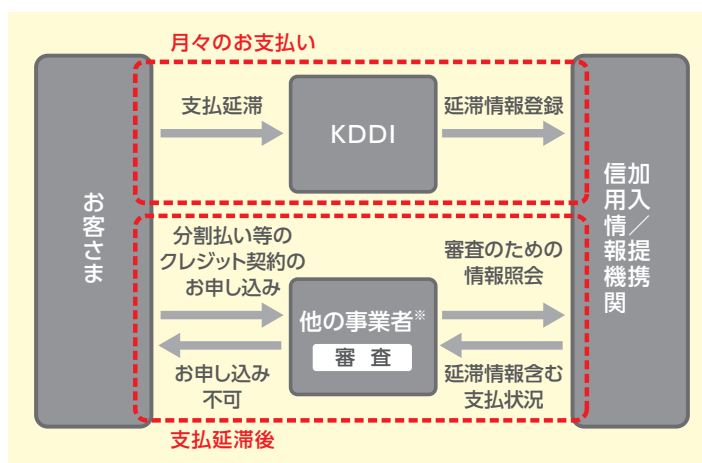 月々のお支払い
お客さま
支払延滞
KDDI
延滞情報登録
加入／提携
信用情報機関
分割払い等の
クレジット契約の
お申し込み
他の事業者※
審査
審査のための
情報照会
お申し込み
不可
延滞情報含む
支払状況
支払延滞後